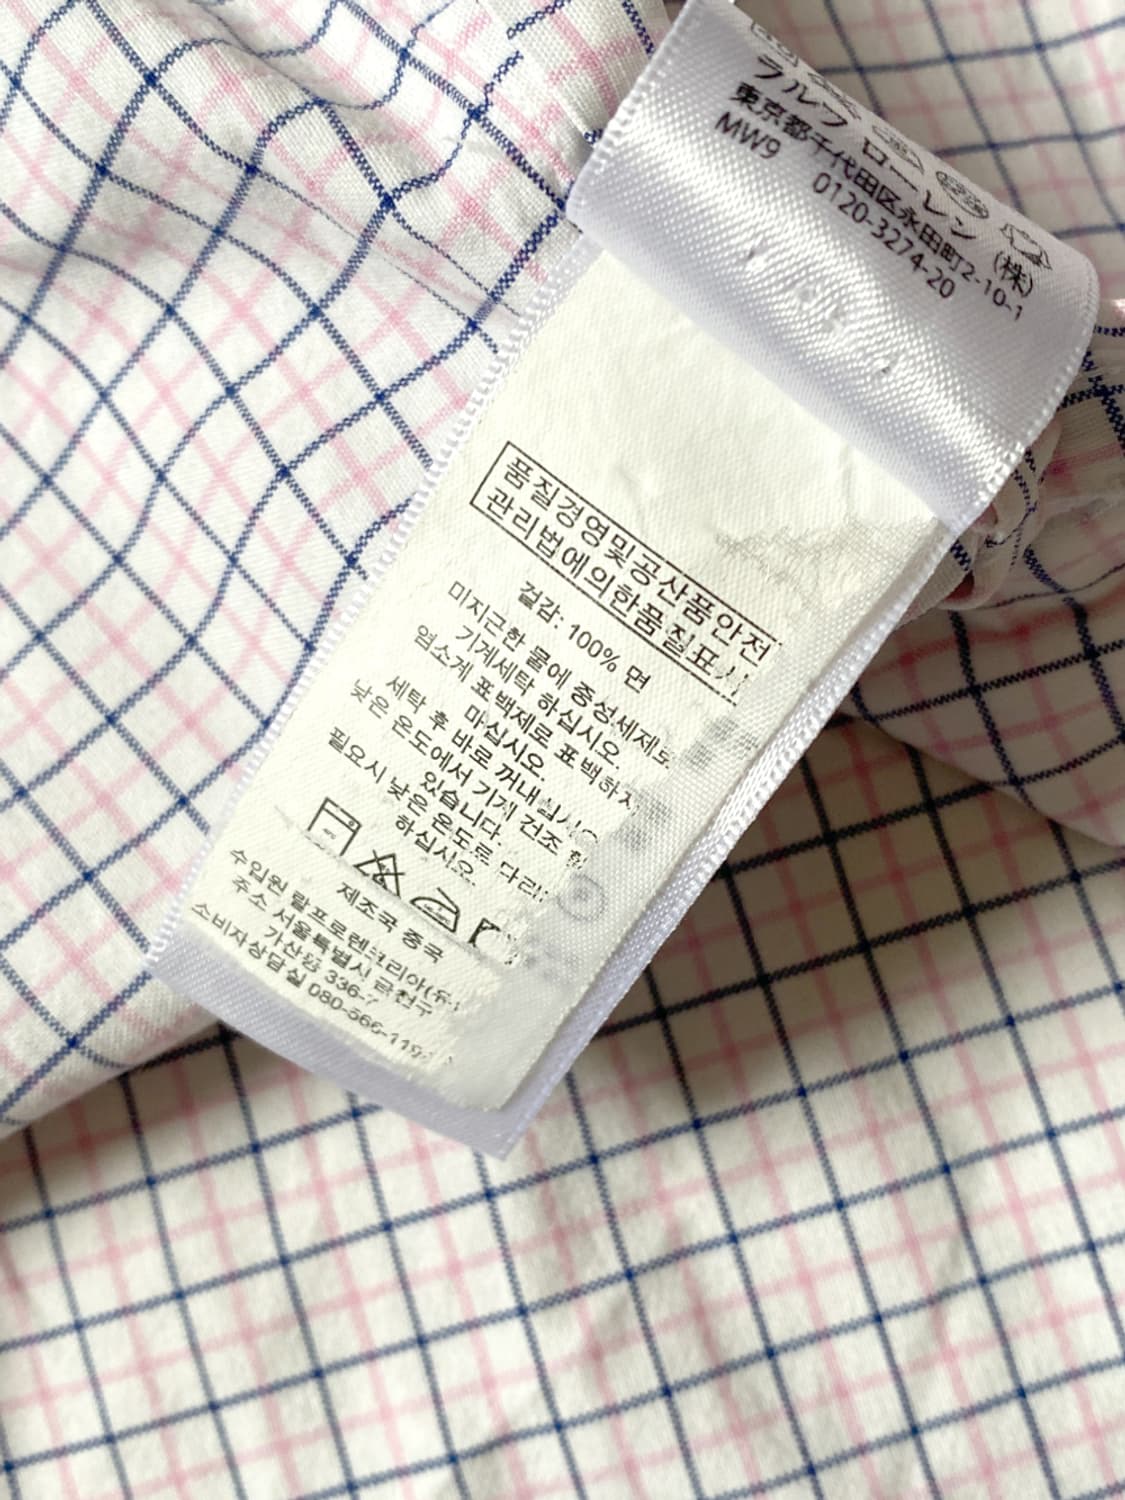 ラルフ ローレン (株)
東京都千代田区永田町2-10-1
MW9 0120-3274-20
품질경영및공산품안전
관리법에의한품질표시
겉감: 100% 면
미지근한 물에 중성세제로
기계세탁 하십시오.
염소계 표백제로 표백하지
마십시오.
세탁 후 바로 꺼내십시오
낮은 온도에서 기계 건조 할
있습니다.
필요시 낮은 온도로 다리미
하십시오.
제조국 중국
수입원 랄프로렌코리아(유)
주소 서울특별시 금천구
가산동 336-7
소비자상담실 080-566-119